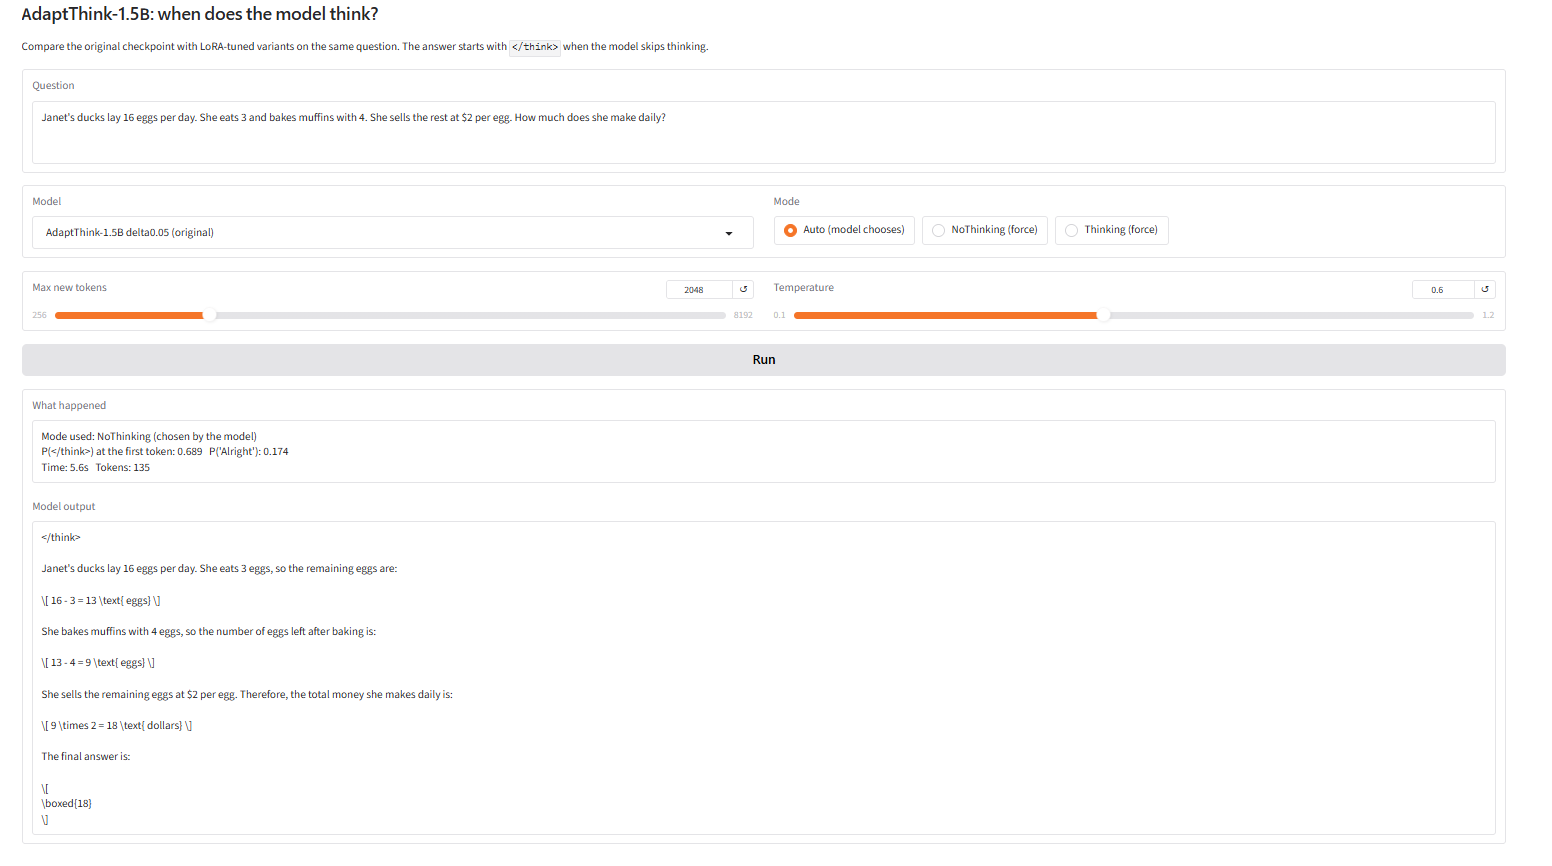 AdaptThink-1.5B: when does the model think?
Compare the original checkpoint with LoRA-tuned variants on the same question. The answer starts with </think> when the model skips thinking.
Question
Janet's ducks lay 16 eggs per day. She eats 3 and bakes muffins with 4. She sells the rest at $2 per egg. How much does she make daily?
Model
AdaptThink-1.5B delta0.05 (original)
Mode
Auto (model chooses)
NoThinking (force)
Thinking (force)
Max new tokens
2048
↺
256
8192
Temperature
0.6
↺
0.1
1.2
Run
What happened
Mode used: NoThinking (chosen by the model)
P(</think>) at the first token: 0.689   P('Alright'): 0.174
Time: 5.6s   Tokens: 135
Model output
</think>
Janet's ducks lay 16 eggs per day. She eats 3 eggs, so the remaining eggs are:
\[ 16 - 3 = 13 \text{ eggs} \]
She bakes muffins with 4 eggs, so the number of eggs left after baking is:
\[ 13 - 4 = 9 \text{ eggs} \]
She sells the remaining eggs at $2 per egg. Therefore, the total money she makes daily is:
\[ 9 \times 2 = 18 \text{ dollars} \]
The final answer is:
\[
\boxed{18}
\]